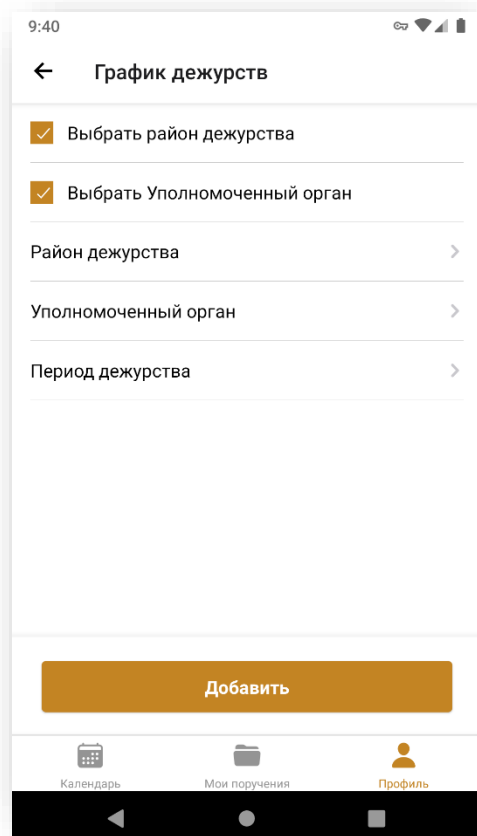 9:40
График дежурств
Выбрать район дежурства
Выбрать Уполномоченный орган
Район дежурства
Уполномоченный орган
Период дежурства
Добавить
Календарь
Мои поручения
Профиль